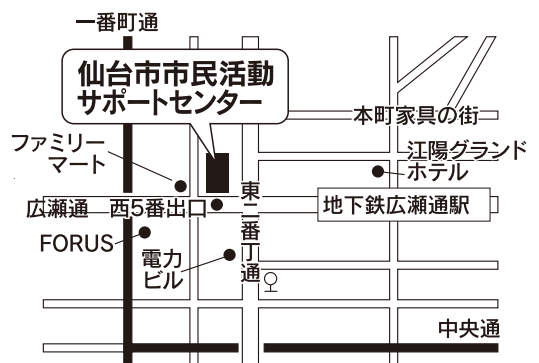 一番町通
仙台市市民活動
サポートセンター
本町家具の街
ファミリー
マート
江陽グランド
ホテル
広瀬通
西5番出口
東二番丁通
地下鉄広瀬通駅
FORUS
電力
ビル
中央通